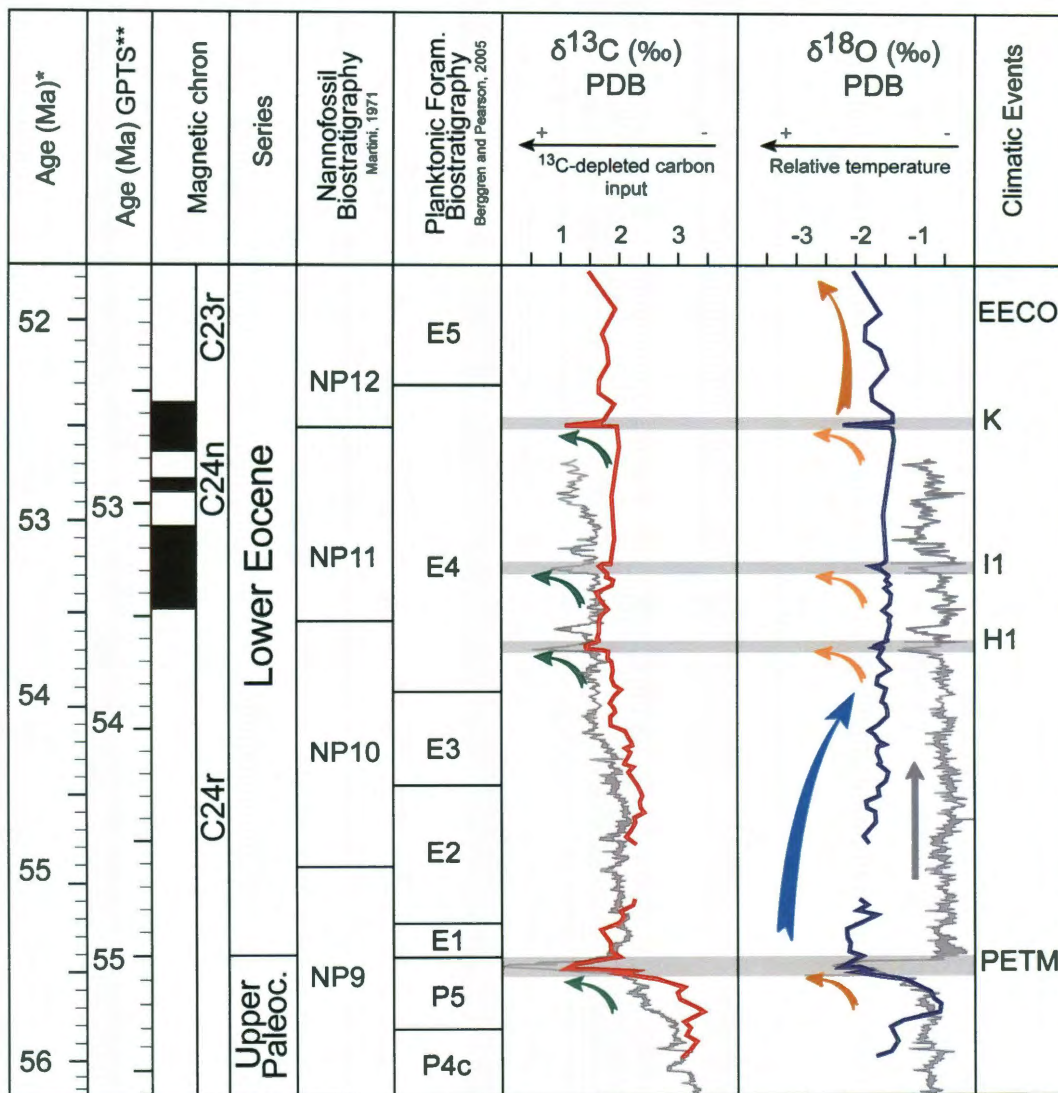 Age (Ma)*
Age (Ma) GPTS**
Magnetic chron
Series
Nannofossil
Biostratigraphy
Martini, 1971
Planktonic Foram.
Biostratigraphy
Berggren and Pearson, 2005
δ13C (‰)
PDB
+ -
13C-depleted carbon
input
1 2 3
δ18O (‰)
PDB
+ -
Relative temperature
-3 -2 -1
Climatic Events
52
53
54
55
56
53
54
55
C23r
C24n
C24r
Lower Eocene
Upper
Paleoc.
NP12
NP11
NP10
NP9
E5
E4
E3
E2
E1
P5
P4c
EECO
K
I1
H1
PETM